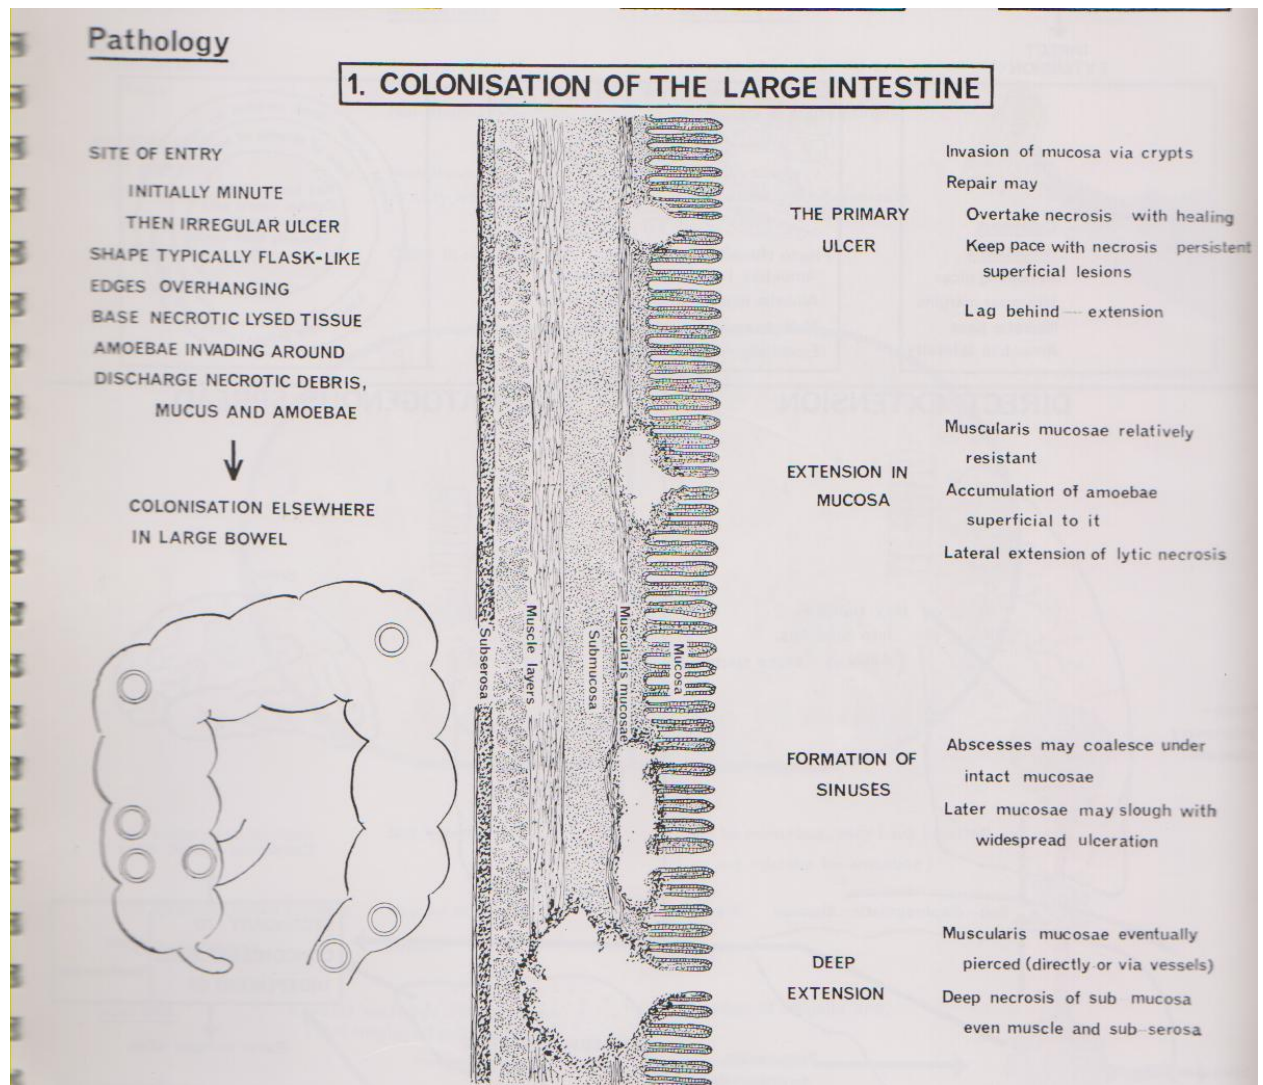 Pathology
1. COLONISATION OF THE LARGE INTESTINE
SITE OF ENTRY
INITIALLY MINUTE
THEN IRREGULAR ULCER
SHAPE TYPICALLY FLASK-LIKE
EDGES OVERHANGING
BASE NECROTIC LYSED TISSUE
AMOEBAE INVADING AROUND
DISCHARGE NECROTIC DEBRIS,
MUCUS AND AMOEBAE
COLONISATION ELSEWHERE
IN LARGE BOWEL
Subserosa
Muscle layers
Submucosa
Muscularis mucosae
Mucosa
THE PRIMARY
ULCER
Invasion of mucosa via crypts
Repair may
Overtake necrosis with healing
Keep pace with necrosis persistent
superficial lesions
Lag behind — extension
EXTENSION IN
MUCOSA
Muscularis mucosae relatively
resistant
Accumulation of amoebae
superficial to it
Lateral extension of lytic necrosis
FORMATION OF
SINUSES
Abscesses may coalesce under
intact mucosae
Later mucosae may slough with
widespread ulceration
DEEP
EXTENSION
Muscularis mucosae eventually
pierced (directly or via vessels)
Deep necrosis of sub mucosa
even muscle and sub-serosa